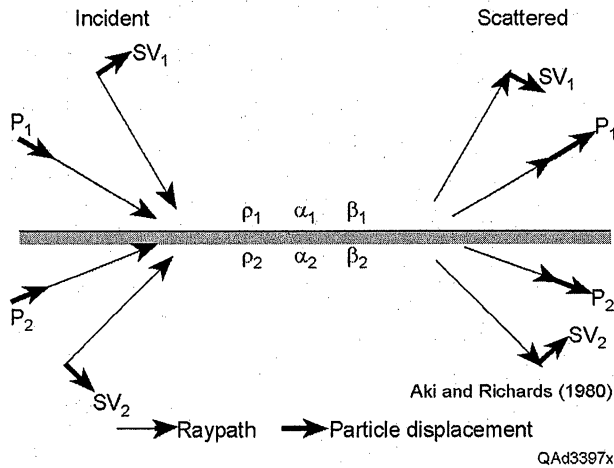 Incident
Scattered
SV₁
SV₁
P₁
P₁
ρ₁ α₁ β₁
ρ₂ α₂ β₂
P₂
P₂
SV₂
SV₂
Aki and Richards (1980)
Raypath
Particle displacement
QAd3397x